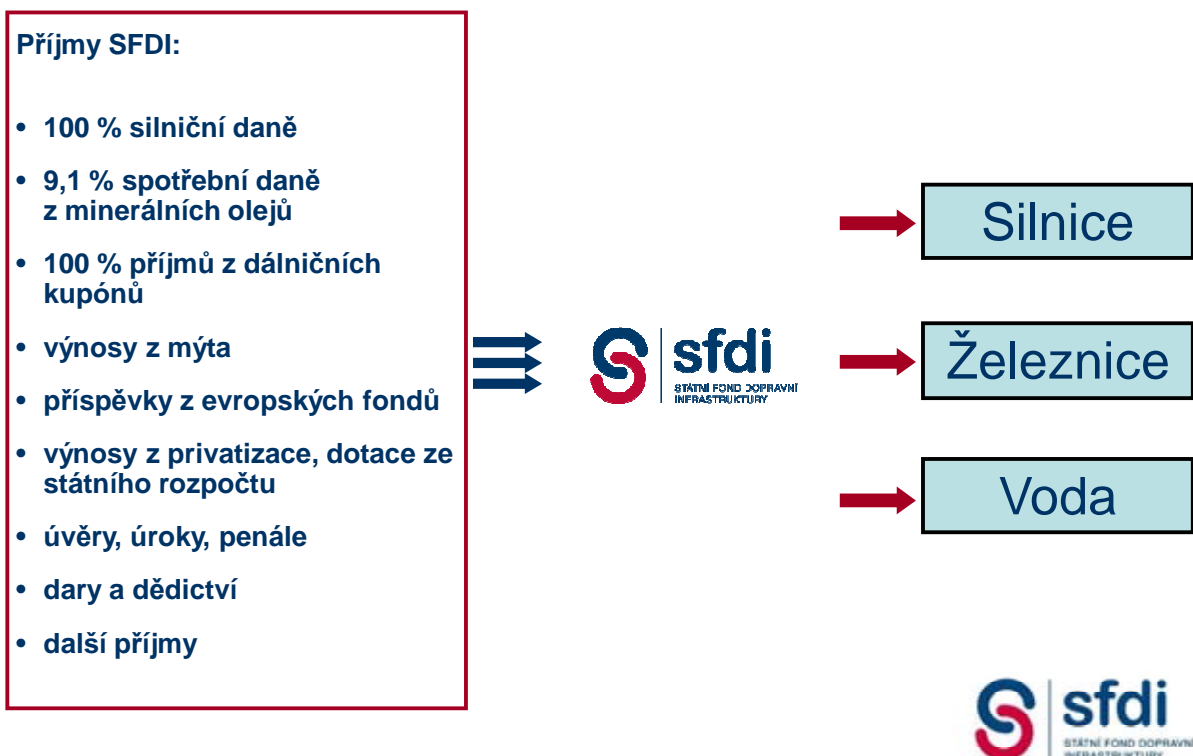 Příjmy SFDI:
• 100 % silniční daně
• 9,1 % spotřební daně
z minerálních olejů
• 100 % příjmů z dálničních
kupónů
• výnosy z mýta
• příspěvky z evropských fondů
• výnosy z privatizace, dotace ze
státního rozpočtu
• úvěry, úroky, penále
• dary a dědictví
• další příjmy
sfdi
STÁTNÍ FOND DOPRAVNÍ
INFRASTRUKTURY
Silnice
Železnice
Voda
sfdi
STÁTNÍ FOND DOPRAVNÍ
INFRASTRUKTURY